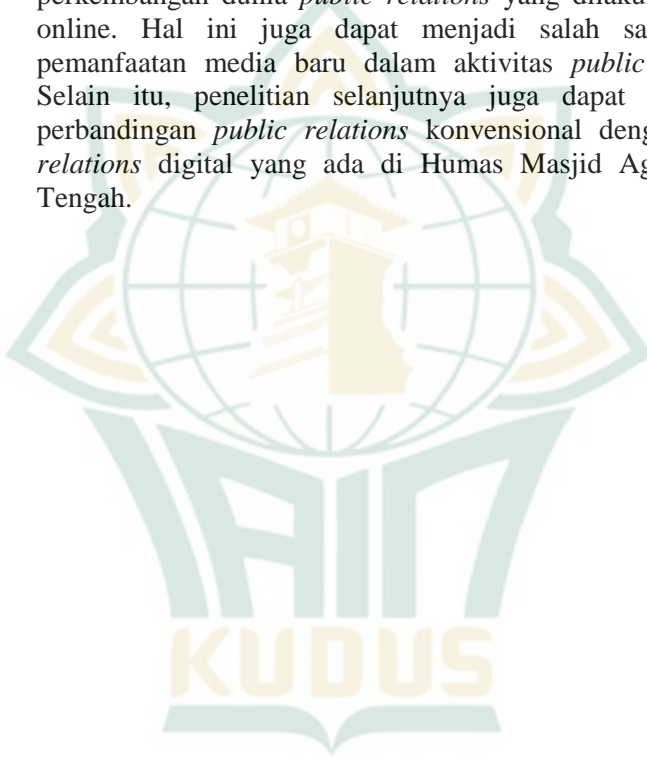 perkembangan dunia public relations yang dilakuk
online. Hal ini juga dapat menjadi salah sa
pemanfaatan media baru dalam aktivitas public
Selain itu, penelitian selanjutnya juga dapat
perbandingan public relations konvensional deng
relations digital yang ada di Humas Masjid Ag
Tengah.
IAIN
KUDUS